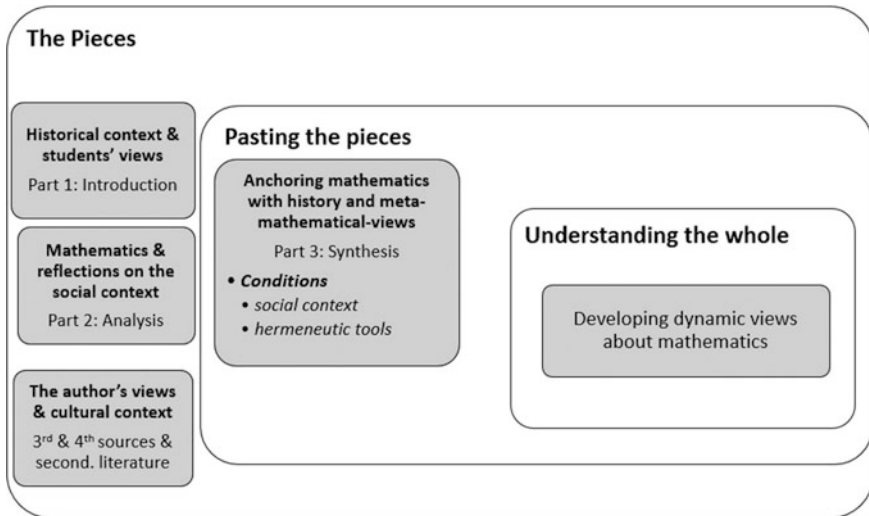 The Pieces
Historical context &
students' views
Part 1: Introduction
Mathematics &
reflections on the
social context
Part 2: Analysis
The author's views
& cultural context
3rd & 4th sources &
second. literature
Pasting the pieces
Anchoring mathematics
with history and meta-
mathematical-views
Part 3: Synthesis
• Conditions
• social context
• hermeneutic tools
Understanding the whole
Developing dynamic views
about mathematics